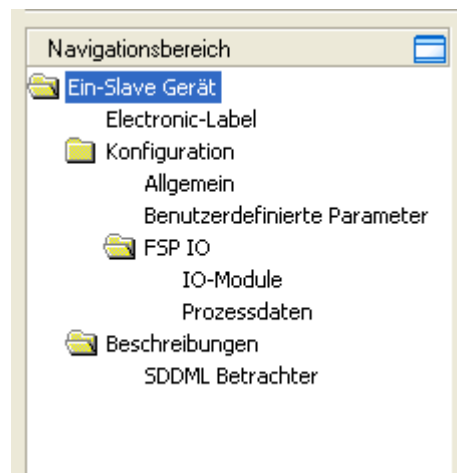 Navigationsbereich
Ein-Slave Gerät
Electronic-Label
Konfiguration
Allgemein
Benutzerdefinierte Parameter
FSP IO
IO-Module
Prozessdaten
Beschreibungen
SDDML Betrachter